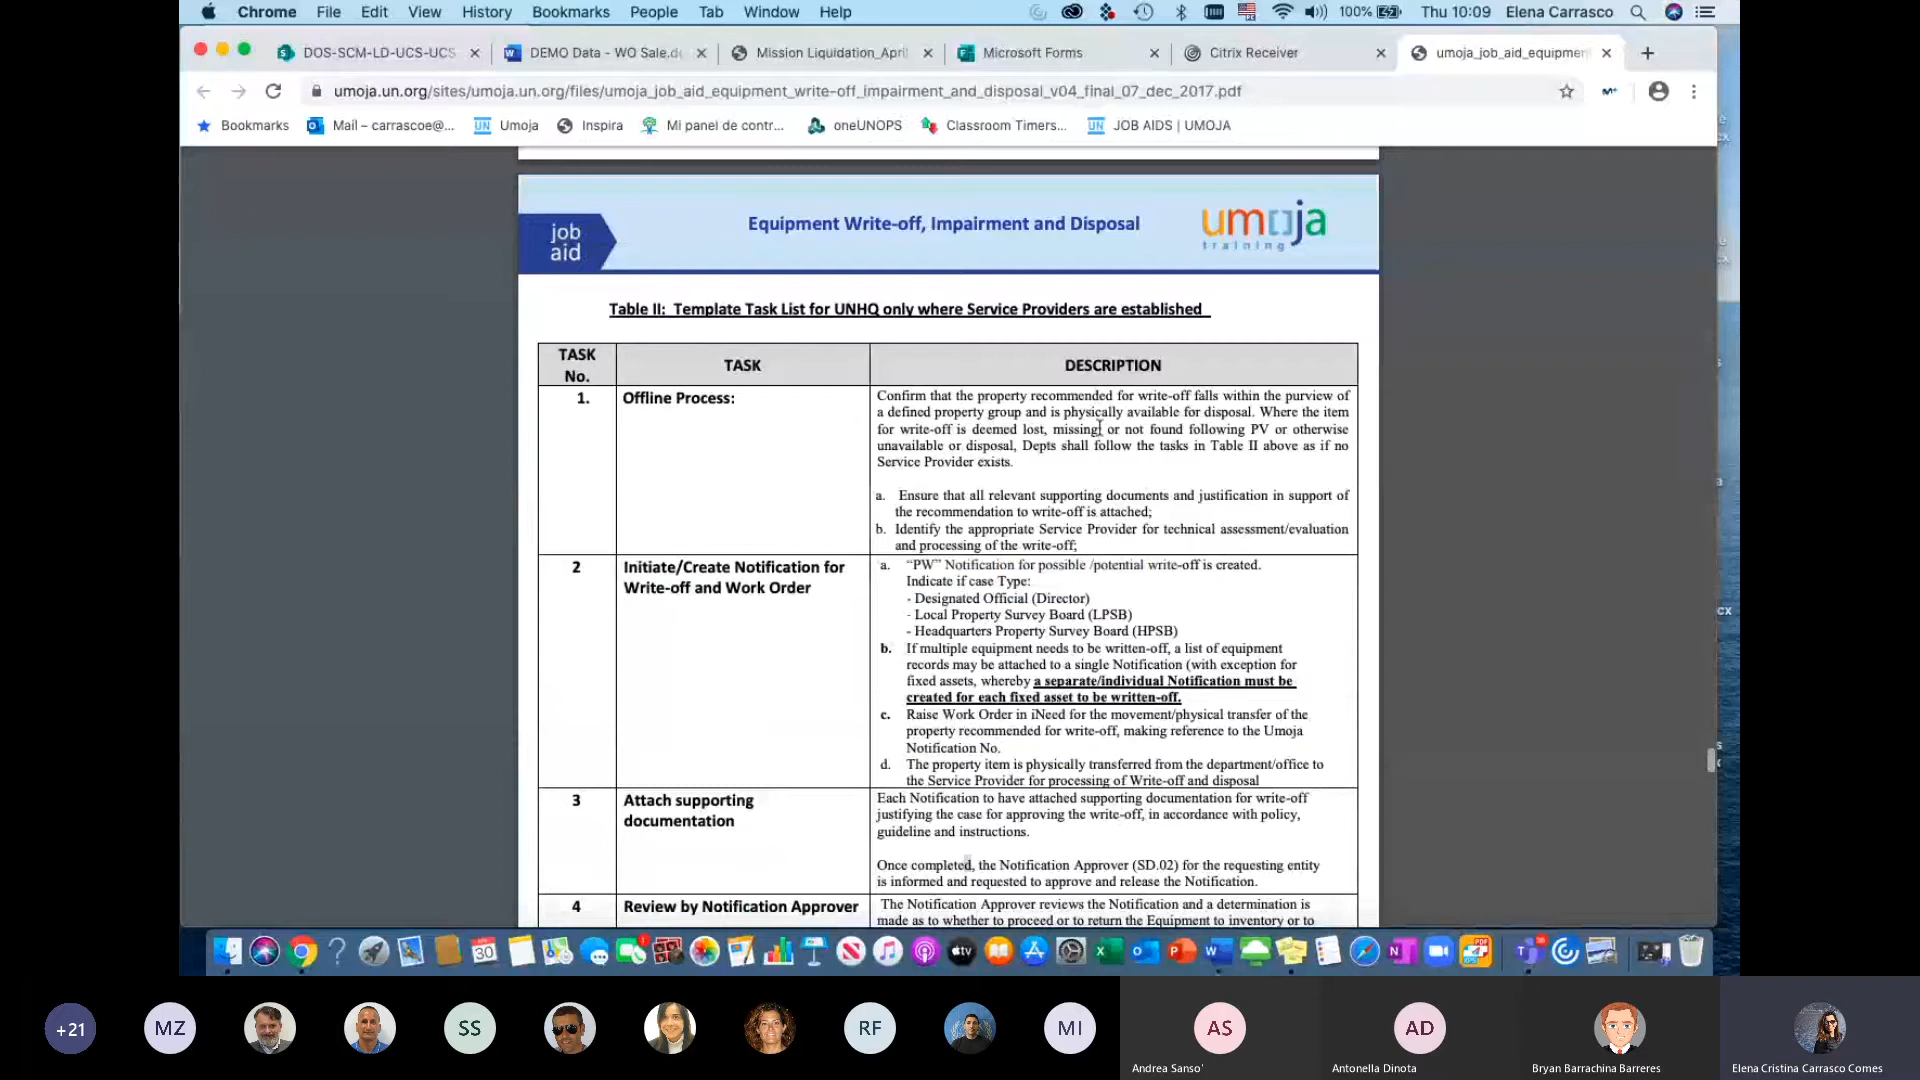 Chrome File Edit View History Bookmarks People Tab Window Help 100% Thu 10:09 Elena Carrasco
DOS-SCM-LD-UCS-UCS DEMO Data - WO Sale.d Mission Liquidation_April Microsoft Forms Citrix Receiver umoja_job_aid_equipmen
umoja.un.org/sites/umoja.un.org/files/umoja_job_aid_equipment_write-off_impairment_and_disposal_v04_final_07_dec_2017.pdf
Bookmarks Mail – carrascoe@... UN Umoja Inspira Mi panel de contr... oneUNOPS Classroom Timers... UN JOB AIDS | UMOJA
job
aid
Equipment Write-off, Impairment and Disposal
umoja
training
Table II: Template Task List for UNHQ only where Service Providers are established
TASK
No.
TASK
DESCRIPTION
1.
Offline Process:
Confirm that the property recommended for write-off falls within the purview of
a defined property group and is physically available for disposal. Where the item
for write-off is deemed lost, missing or not found following PV or otherwise
unavailable or disposal, Depts shall follow the tasks in Table II above as if no
Service Provider exists.
a. Ensure that all relevant supporting documents and justification in support of
the recommendation to write-off is attached;
b. Identify the appropriate Service Provider for technical assessment/evaluation
and processing of the write-off;
2
Initiate/Create Notification for
Write-off and Work Order
a. “PW” Notification for possible /potential write-off is created.
Indicate if case Type:
- Designated Official (Director)
- Local Property Survey Board (LPSB)
- Headquarters Property Survey Board (HPSB)
b. If multiple equipment needs to be written-off, a list of equipment
records may be attached to a single Notification (with exception for
fixed assets, whereby a separate/individual Notification must be
created for each fixed asset to be written-off.
c. Raise Work Order in iNeed for the movement/physical transfer of the
property recommended for write-off, making reference to the Umoja
Notification No.
d. The property item is physically transferred from the department/office to
the Service Provider for processing of Write-off and disposal
3
Attach supporting
documentation
Each Notification to have attached supporting documentation for write-off
justifying the case for approving the write-off, in accordance with policy,
guideline and instructions.
Once completed, the Notification Approver (SD.02) for the requesting entity
is informed and requested to approve and release the Notification.
4
Review by Notification Approver
The Notification Approver reviews the Notification and a determination is
made as to whether to proceed or to return the Equipment to inventory or to
30
tv
+21 MZ SS RF MI AS AD
Andrea Sanso' Antonella Dinota Bryan Barrachina Barreres Elena Cristina Carrasco Comes